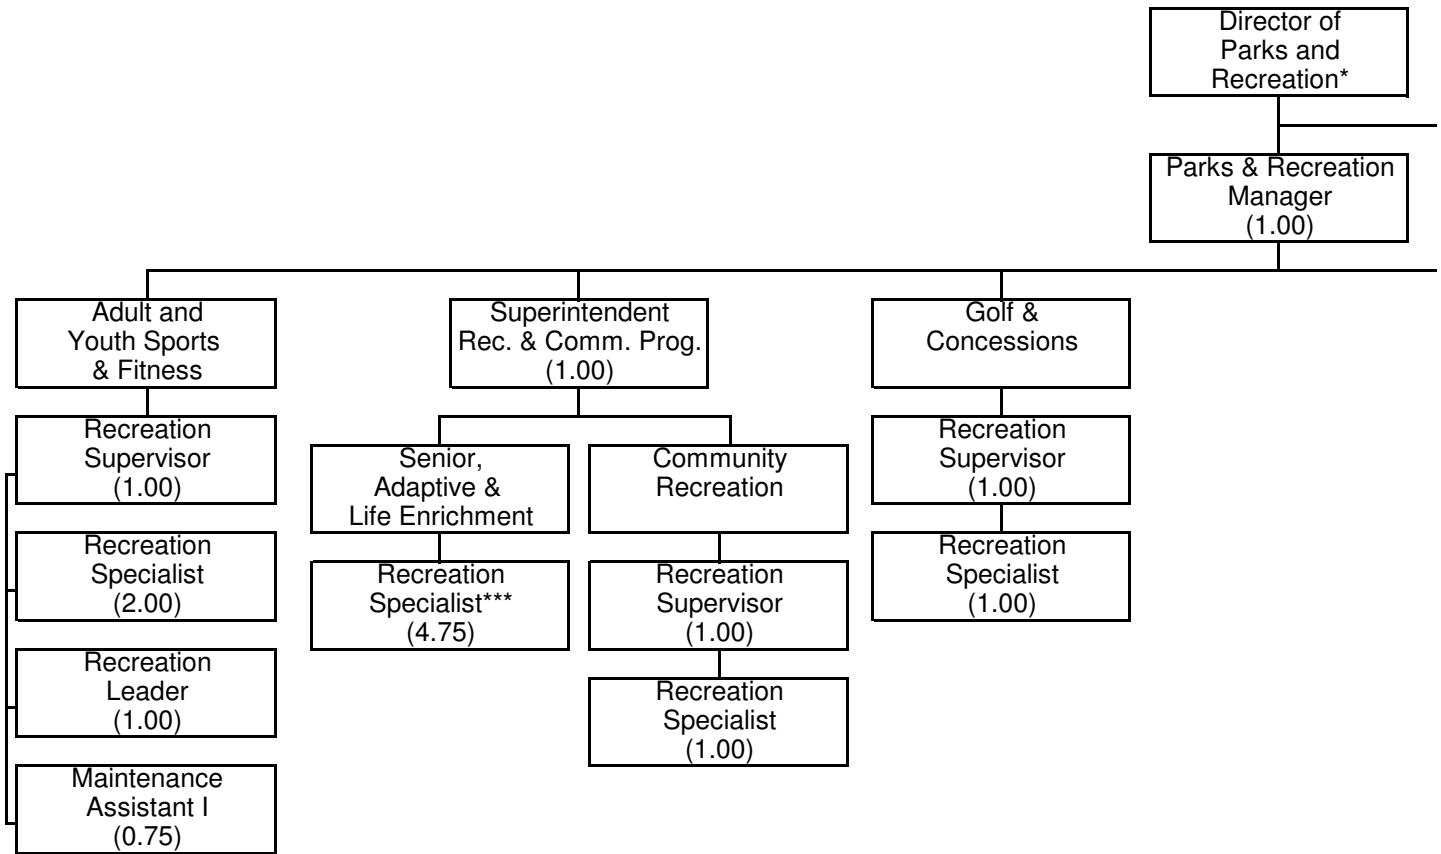 Director of
Parks and
Recreation*
Parks & Recreation
Manager
(1.00)
Adult and
Youth Sports
& Fitness
Recreation
Supervisor
(1.00)
Recreation
Specialist
(2.00)
Recreation
Leader
(1.00)
Maintenance
Assistant I
(0.75)
Superintendent
Rec. & Comm. Prog.
(1.00)
Senior,
Adaptive &
Life Enrichment
Recreation
Specialist***
(4.75)
Community
Recreation
Recreation
Supervisor
(1.00)
Recreation
Specialist
(1.00)
Golf &
Concessions
Recreation
Supervisor
(1.00)
Recreation
Specialist
(1.00)